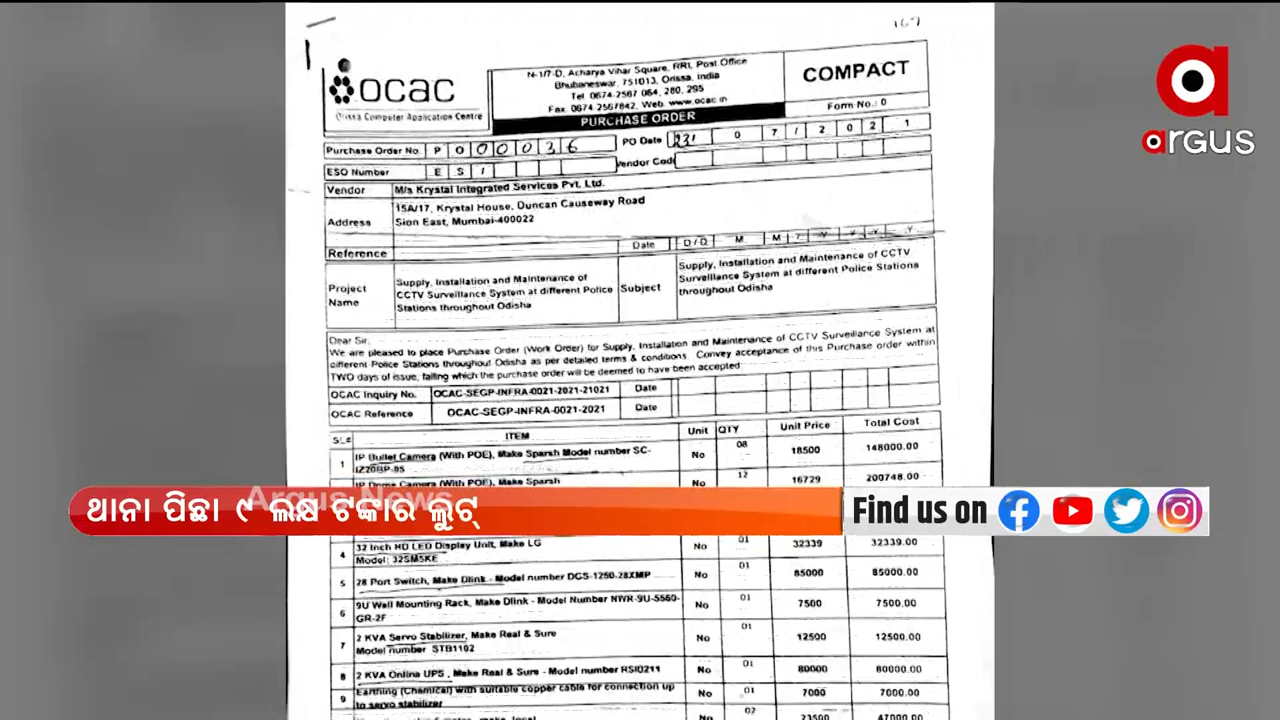 167
OCAC
Orissa Computer Application Centre
N-1/7-D, Acharya Vihar Square, RRL Post Office
Bhubaneswar, 751013, Orissa, India
Tel. 0674-2567 064, 280, 295
Fax. 0674-2567842, Web. www.ocac.in
PURCHASE ORDER
COMPACT
Form No.: 0
argus
Purchase Order No. P O 0 0 0 3 6 PO Date 23/ 0 7 / 2 0 2 1
ESO Number E S / Vendor Code
Vendor M/s Krystal Integrated Services Pvt. Ltd.
Address 15A/17, Krystal House, Duncan Causeway Road
Sion East, Mumbai-400022
Reference Date D/D M M
Project Name Supply, Installation and Maintenance of
CCTV Surveillance System at different Police
Stations throughout Odisha
Subject Supply, Installation and Maintenance of CCTV
Surveillance System at different Police Stations
throughout Odisha
Dear Sir,
We are pleased to place Purchase Order (Work Order) for Supply, Installation and Maintenance of CCTV Surveillance System at
different Police Stations throughout Odisha as per detailed terms & conditions. Convey acceptance of this Purchase order within
TWO days of issue, failing which the purchase order will be deemed to have been accepted.
OCAC Inquiry No. OCAC-SEGP-INFRA-0021-2021-21021 Date
OCAC Reference OCAC-SEGP-INFRA-0021-2021 Date
SL# ITEM Unit QTY Unit Price Total Cost
1 IP Bullet Camera (With POE), Make Sparsh Model number SC-
IZ20BP-85 No 08 18500 148000.00
IP Dome Camera (With POE), Make Sparsh No 12 16729 200748.00
Argus News
ଥାନା ପିଛା ୯ ଲକ୍ଷ ଟଙ୍କାର ଲୁଟ୍
Find us on
4 32 Inch HD LED Display Unit, Make LG
Model: 32SM5KE No 01 32339 32339.00
5 28 Port Switch, Make Dlink - Model number DGS-1250-28XMP No 01 85000 85000.00
6 9U Wall Mounting Rack, Make Dlink - Model Number NWR-9U-5560-
GR-2F No 01 7500 7500.00
7 2 KVA Servo Stabilizer, Make Real & Sure
Model number STB1102 No 01 12500 12500.00
8 2 KVA Online UPS , Make Real & Sure - Model number RSI0211 No 01 80000 80000.00
9 Earthing (Chemical) with suitable copper cable for connection up
to servo stabilizer No 01 7000 7000.00
No 02 23500 47000.00